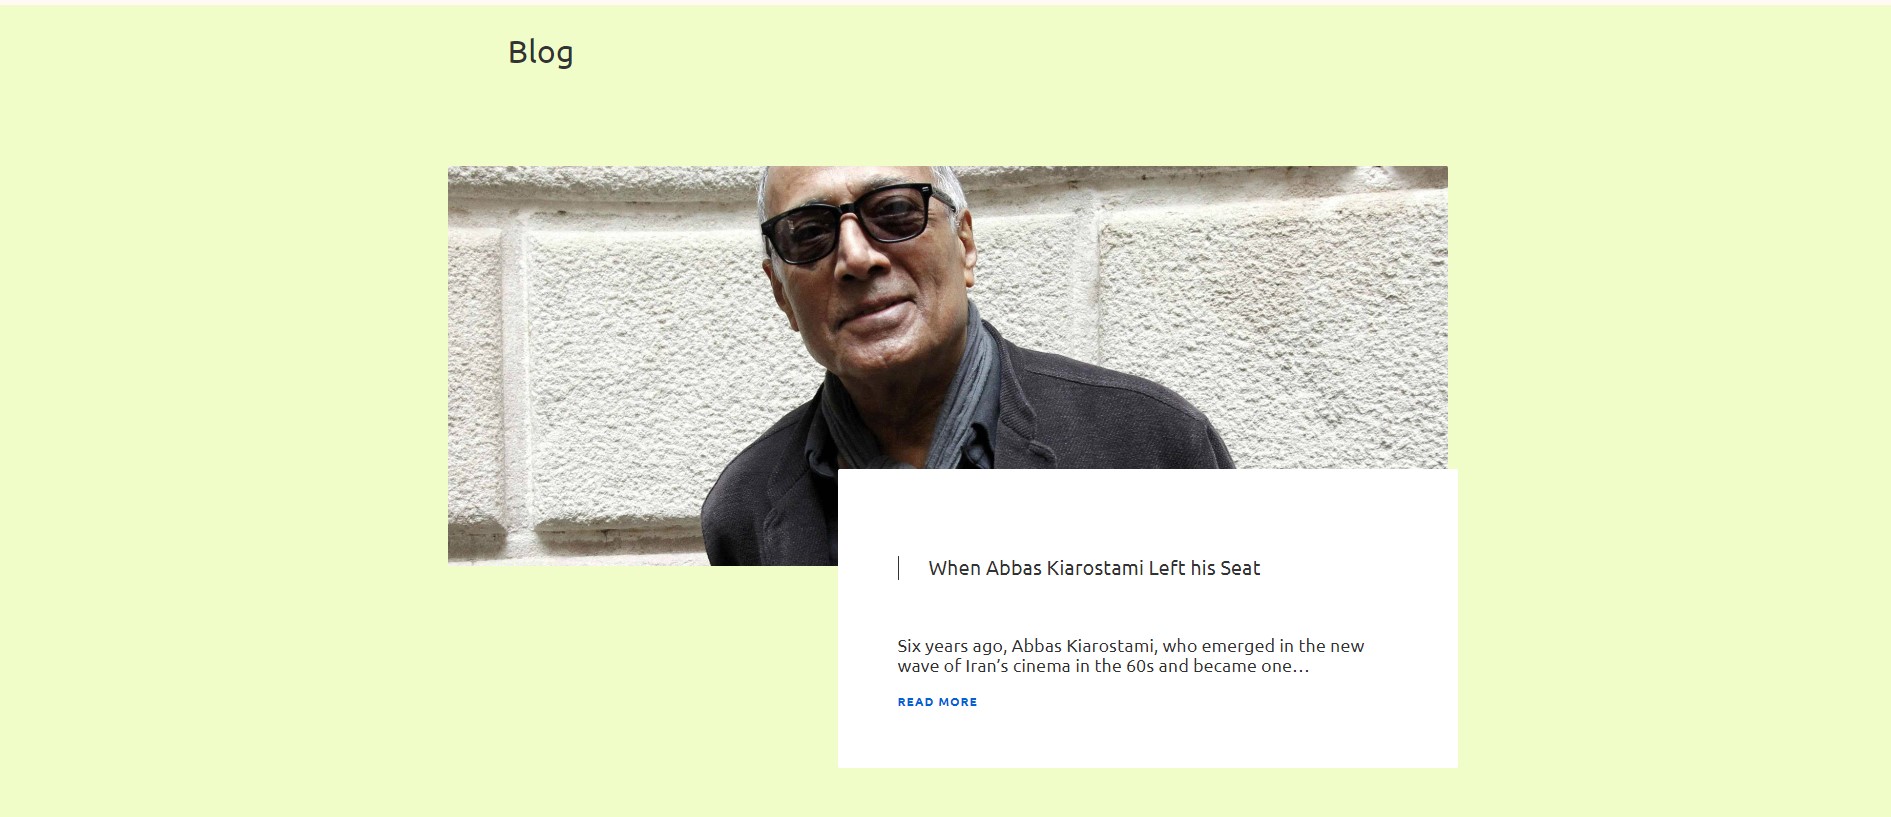 Blog
When Abbas Kiarostami Left his Seat
Six years ago, Abbas Kiarostami, who emerged in the new
wave of Iran’s cinema in the 60s and became one…
READ MORE